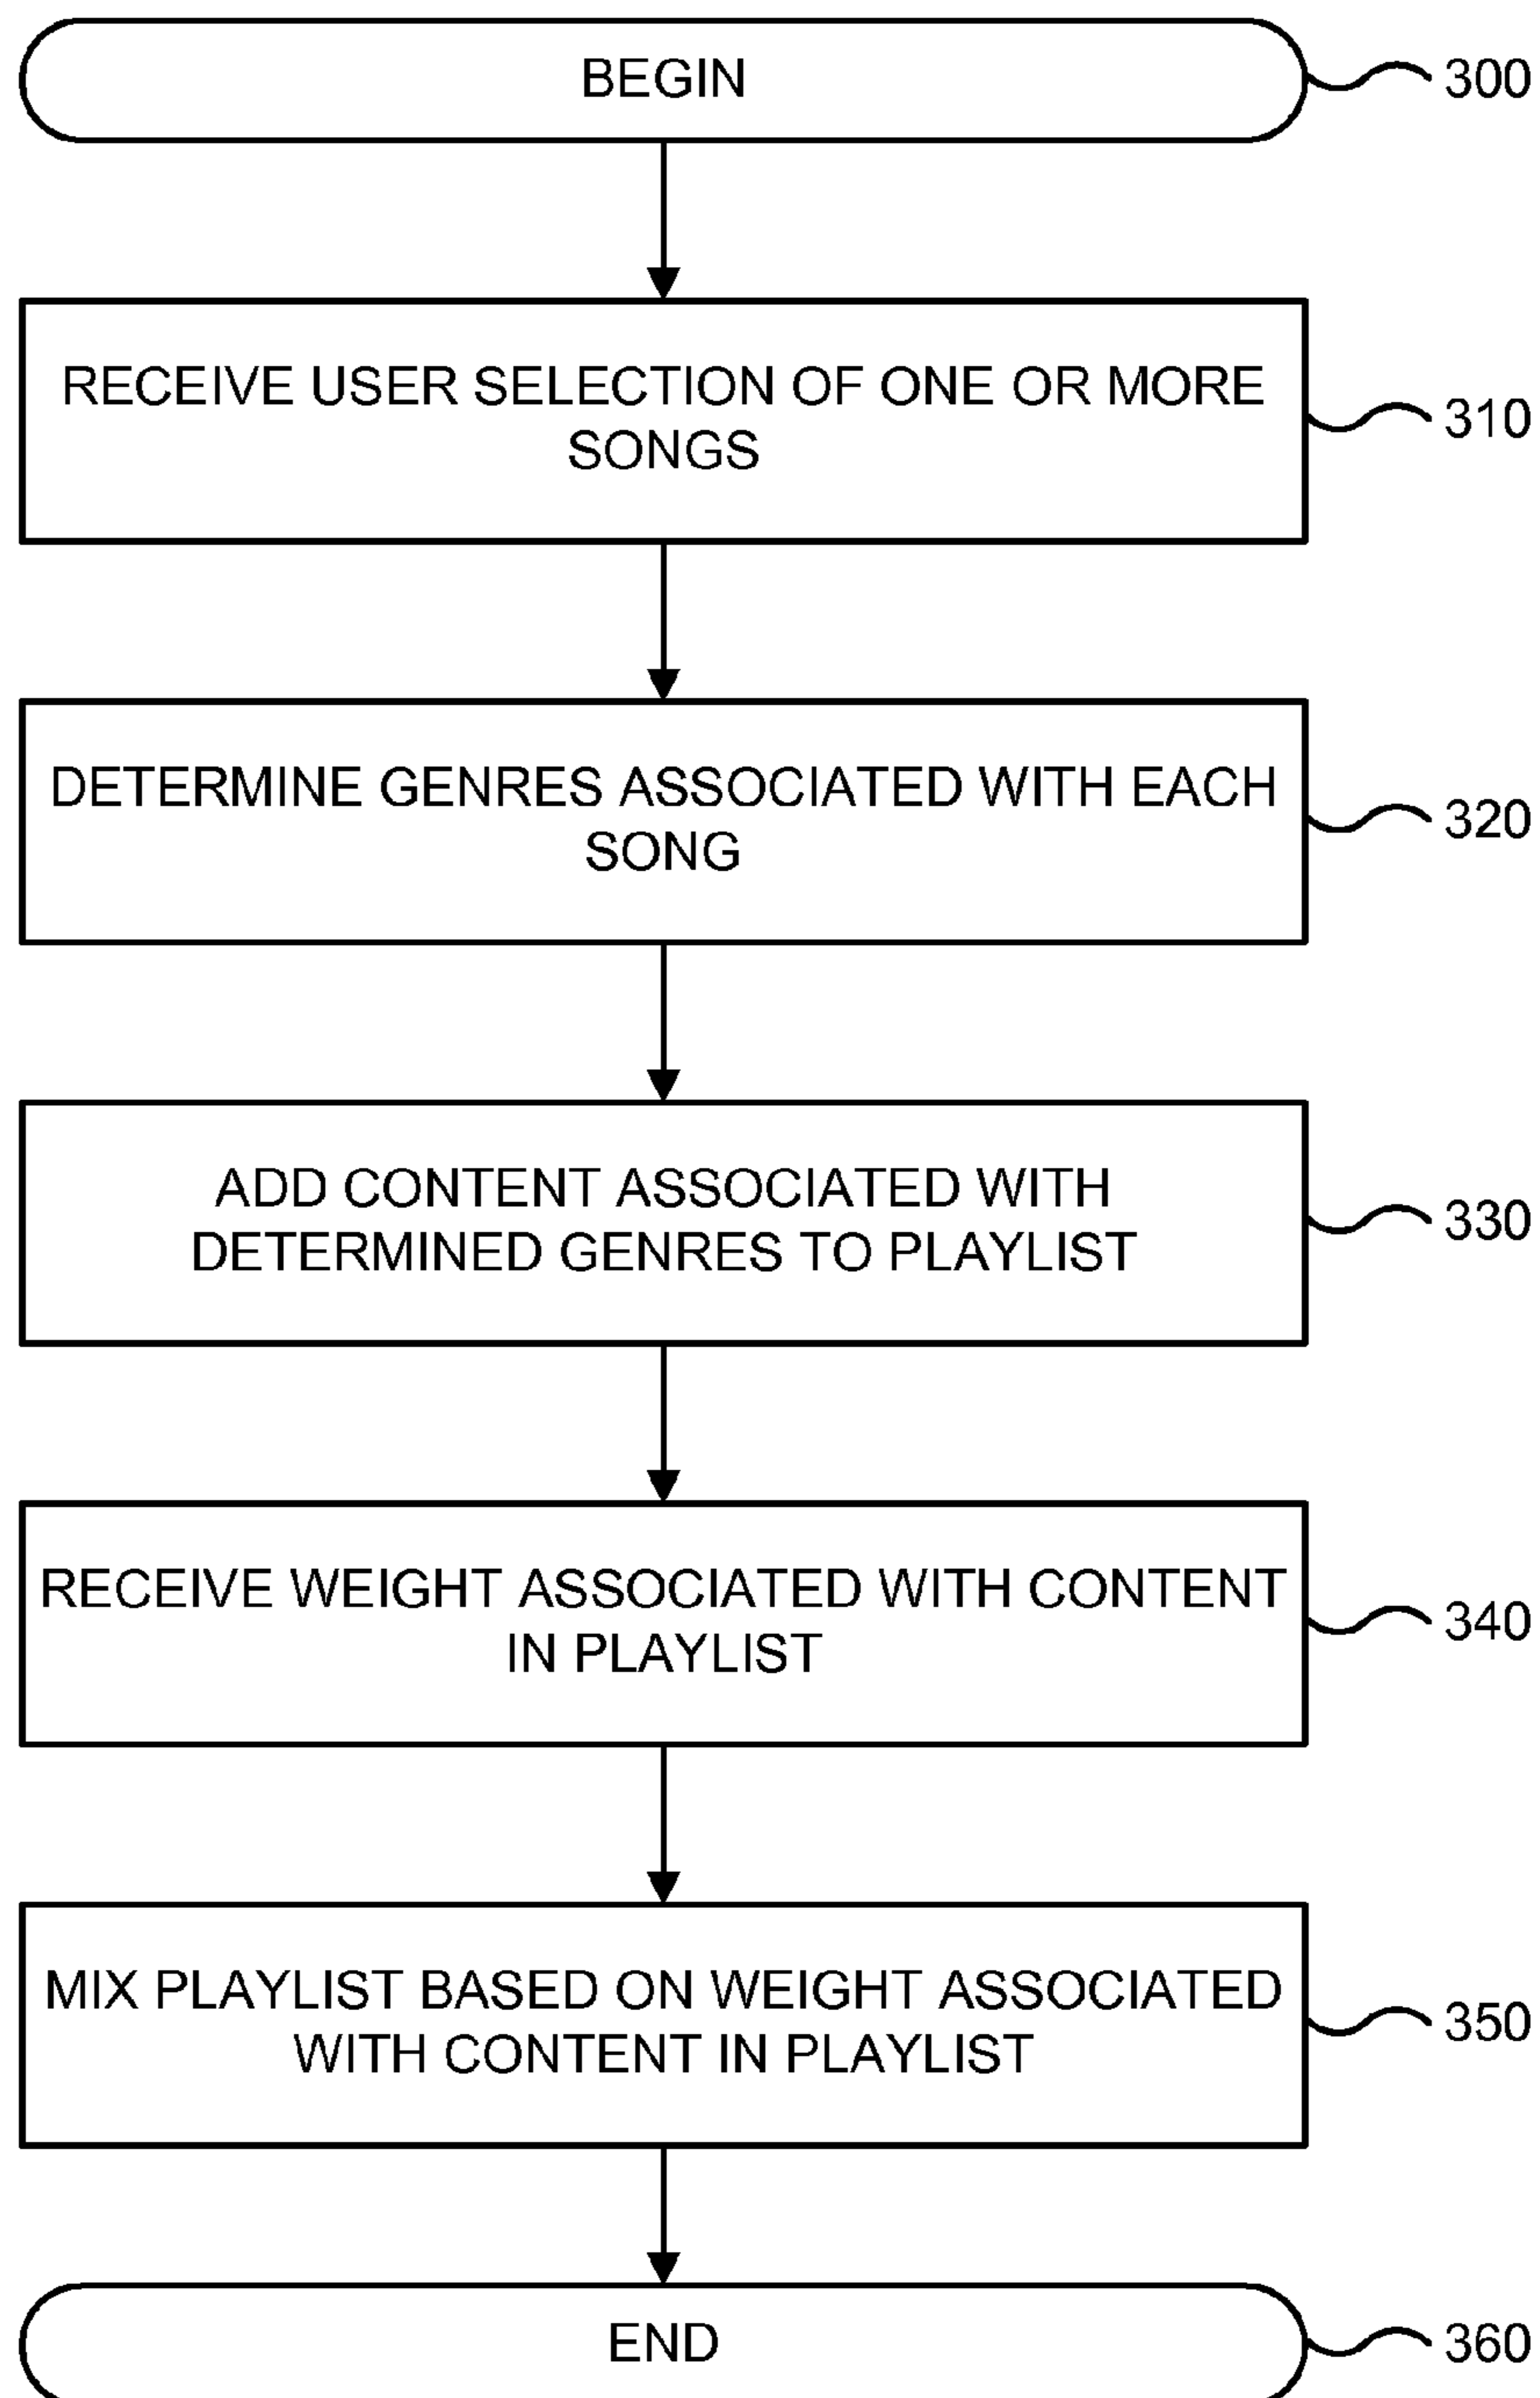 BEGIN
300
RECEIVE USER SELECTION OF ONE OR MORE
SONGS
310
DETERMINE GENRES ASSOCIATED WITH EACH
SONG
320
ADD CONTENT ASSOCIATED WITH
DETERMINED GENRES TO PLAYLIST
330
RECEIVE WEIGHT ASSOCIATED WITH CONTENT
IN PLAYLIST
340
MIX PLAYLIST BASED ON WEIGHT ASSOCIATED
WITH CONTENT IN PLAYLIST
350
END
360